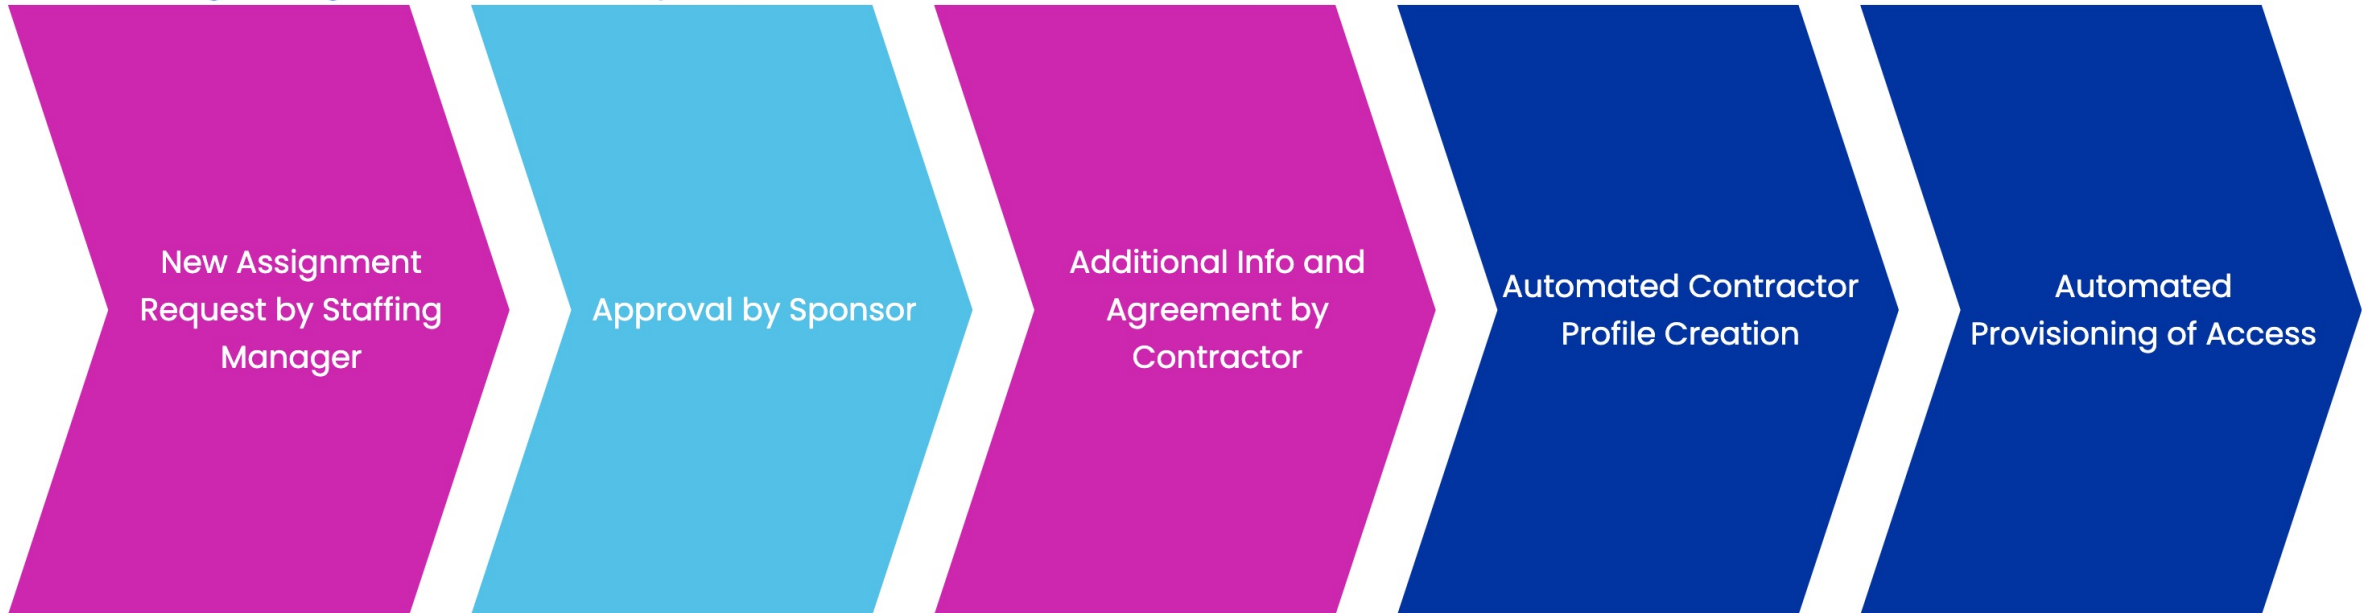 New Assignment
Request by Staffing
Manager
Approval by Sponsor
Additional Info and
Agreement by
Contractor
Automated Contractor
Profile Creation
Automated
Provisioning of Access